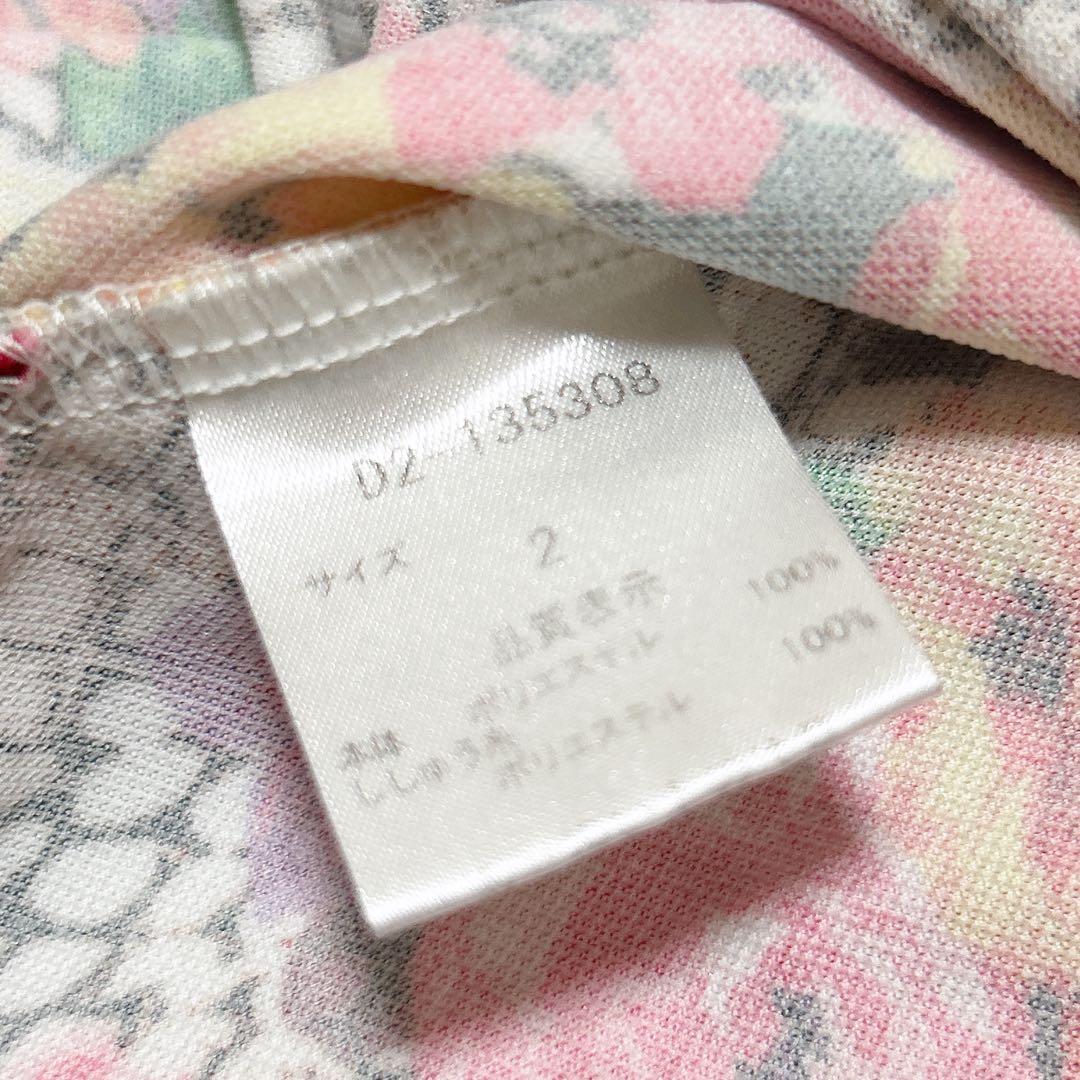 D2-135308
サイズ 2
品質表示
本体 ポリエステル 100%
ししゅう糸 ポリエステル 100%